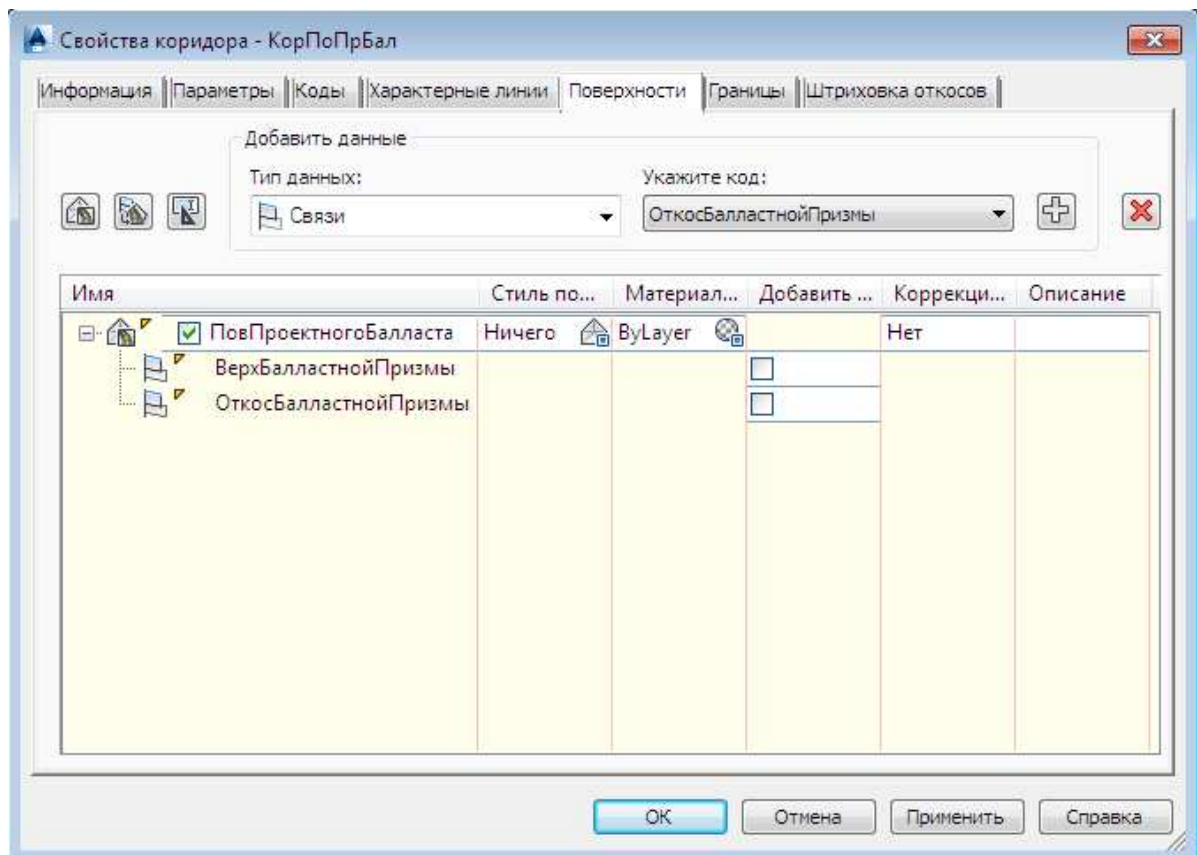 Свойства коридора - КорПоПрБал
Информация Параметры Коды Характерные линии Поверхности Границы Штриховка откосов
Добавить данные
Тип данных: Укажите код:
Связи ОткосБалластнойПризмы
Имя Стиль по... Материал... Добавить ... Коррекци... Описание
ПовПроектногоБалласта Ничего ByLayer Нет
ВерхБалластнойПризмы
ОткосБалластнойПризмы
ОК Отмена Применить Справка